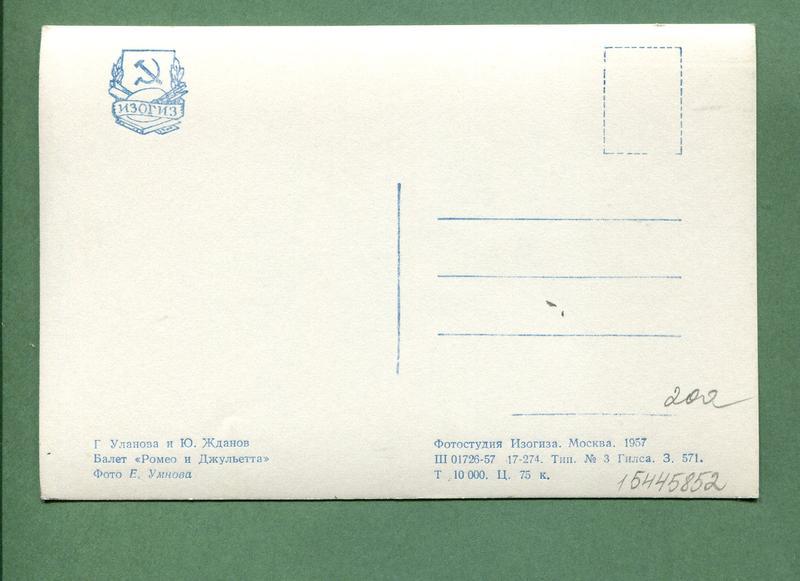 ИЗОГИЗ
Г Уланова и Ю. Жданов
Балет «Ромео и Джульетта»
Фото Е. Умнова
200
Фотостудия Изогиза. Москва. 1957
Ш 01726-57 17-274. Тип. № 3 Гилса. З. 571.
Т 10 000. Ц. 75 к.
15445852